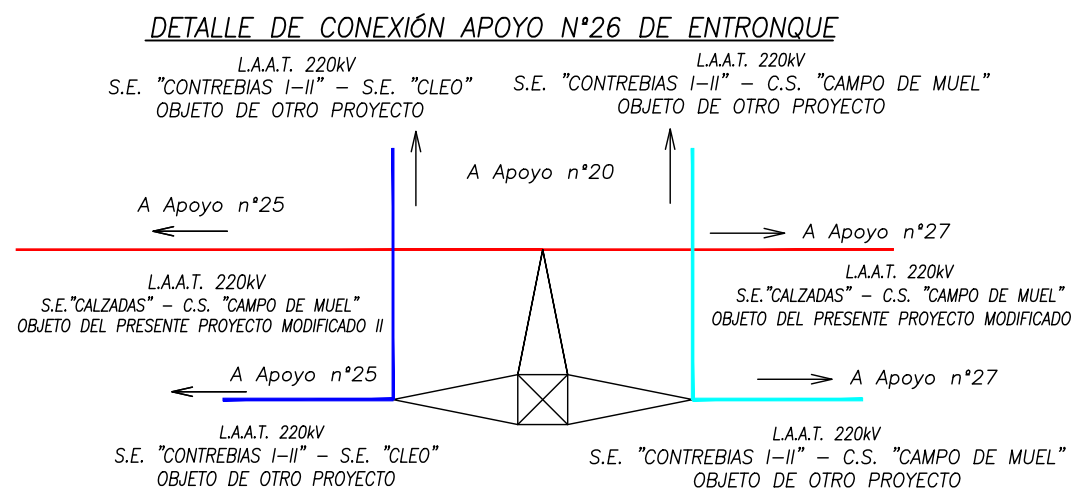 DETALLE DE CONEXIÓN APOYO Nº26 DE ENTRONQUE
L.A.A.T. 220kV
S.E. "CONTREBIAS I-II" - S.E. "CLEO"
OBJETO DE OTRO PROYECTO
L.A.A.T. 220kV
S.E. "CONTREBIAS I-II" - C.S. "CAMPO DE MUEL"
OBJETO DE OTRO PROYECTO
A Apoyo nº20
A Apoyo nº25
A Apoyo nº27
L.A.A.T. 220kV
S.E."CALZADAS" - C.S. "CAMPO DE MUEL"
OBJETO DEL PRESENTE PROYECTO MODIFICADO II
L.A.A.T. 220kV
S.E."CALZADAS" - C.S. "CAMPO DE MUEL"
OBJETO DEL PRESENTE PROYECTO MODIFICADO
A Apoyo nº25
A Apoyo nº27
L.A.A.T. 220kV
S.E. "CONTREBIAS I-II" - S.E. "CLEO"
OBJETO DE OTRO PROYECTO
L.A.A.T. 220kV
S.E. "CONTREBIAS I-II" - C.S. "CAMPO DE MUEL"
OBJETO DE OTRO PROYECTO